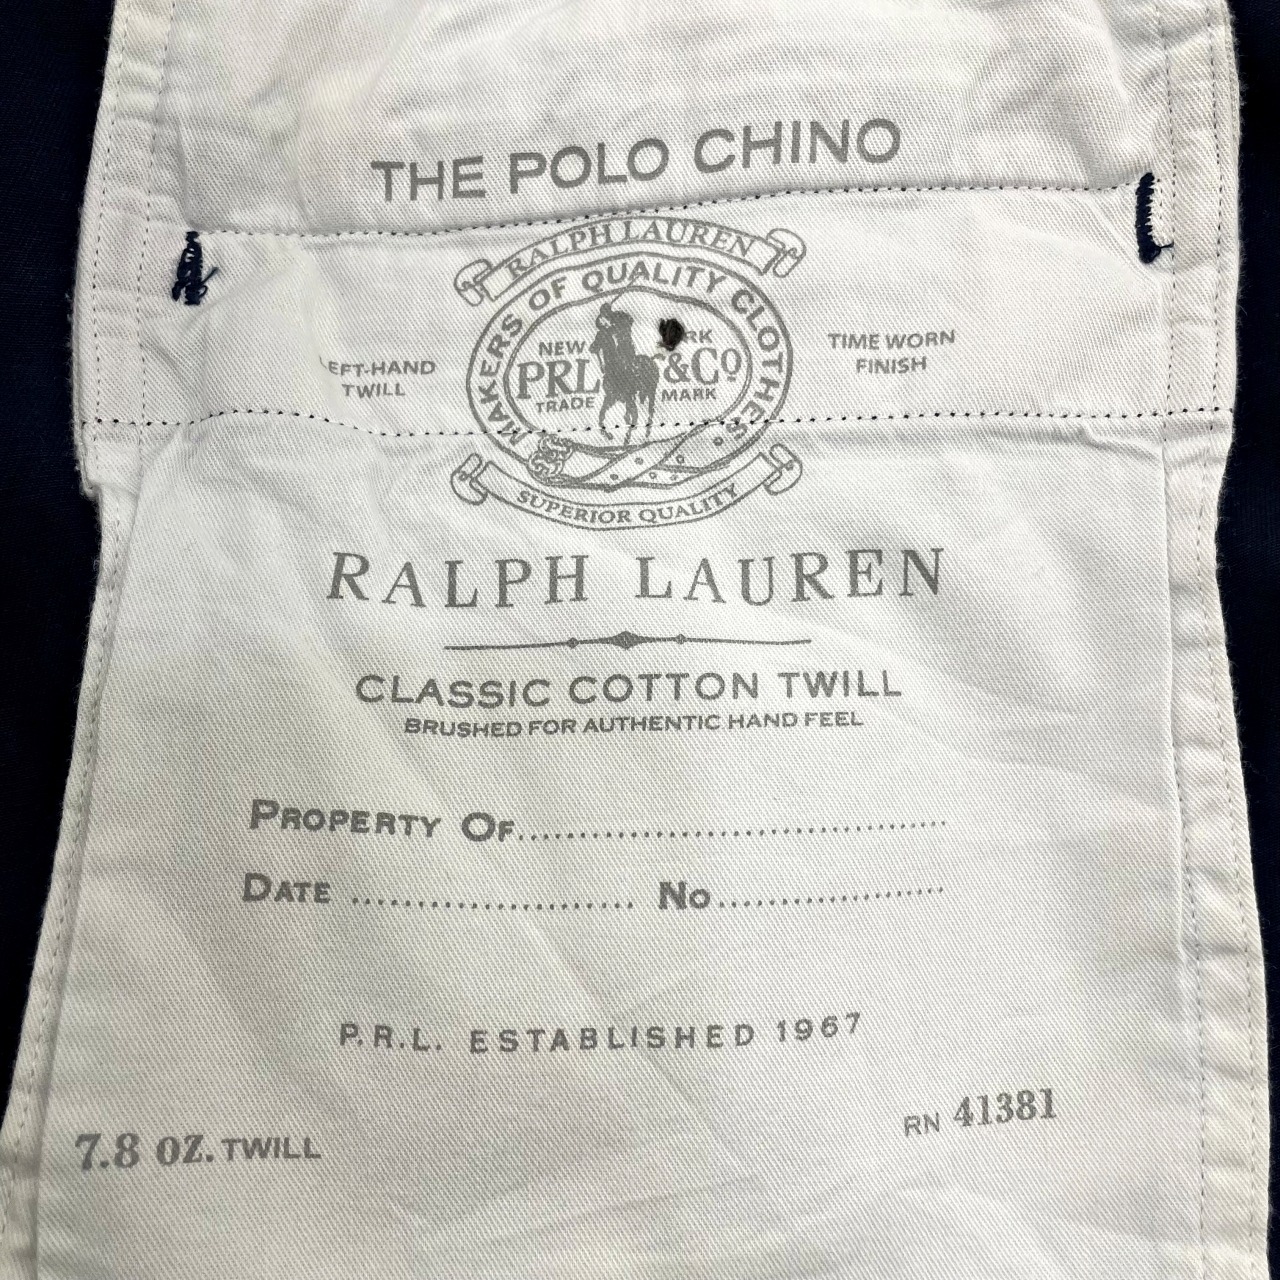 THE POLO CHINO
RALPH LAUREN
MAKERS OF QUALITY CLOTHES
NEW
PRL &Co
TRADE MARK
EFT-HAND
TWILL
TIME WORN
FINISH
SUPERIOR QUALITY
RALPH LAUREN
CLASSIC COTTON TWILL
BRUSHED FOR AUTHENTIC HAND FEEL
PROPERTY OF......................................
DATE ....................... No....................
P.R.L. ESTABLISHED 1967
7.8 OZ. TWILL
RN 41381